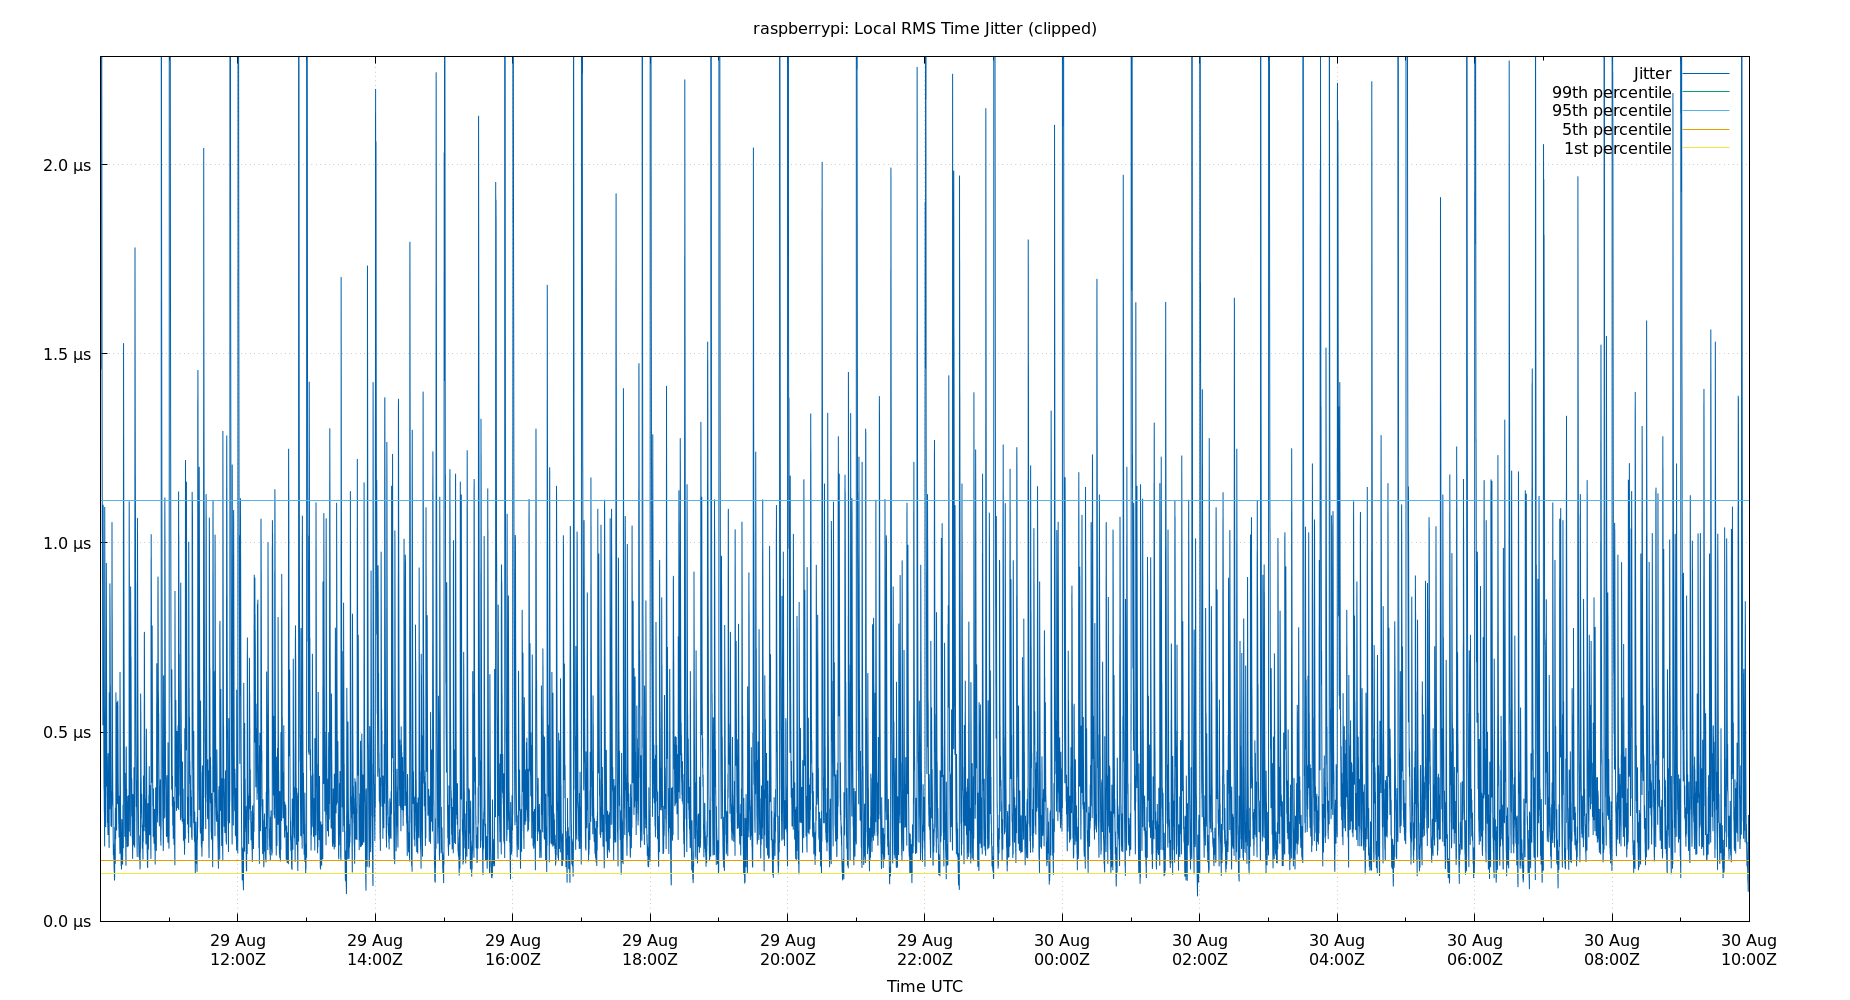 raspberrypi: Local RMS Time Jitter (clipped)
Jitter
99th percentile
95th percentile
5th percentile
1st percentile
2.0 µs
1.5 µs
1.0 µs
0.5 µs
0.0 µs
29 Aug 29 Aug 29 Aug 29 Aug 29 Aug 29 Aug 30 Aug 30 Aug 30 Aug 30 Aug 30 Aug 30 Aug
12:00Z 14:00Z 16:00Z 18:00Z 20:00Z 22:00Z 00:00Z 02:00Z 04:00Z 06:00Z 08:00Z 10:00Z
Time UTC